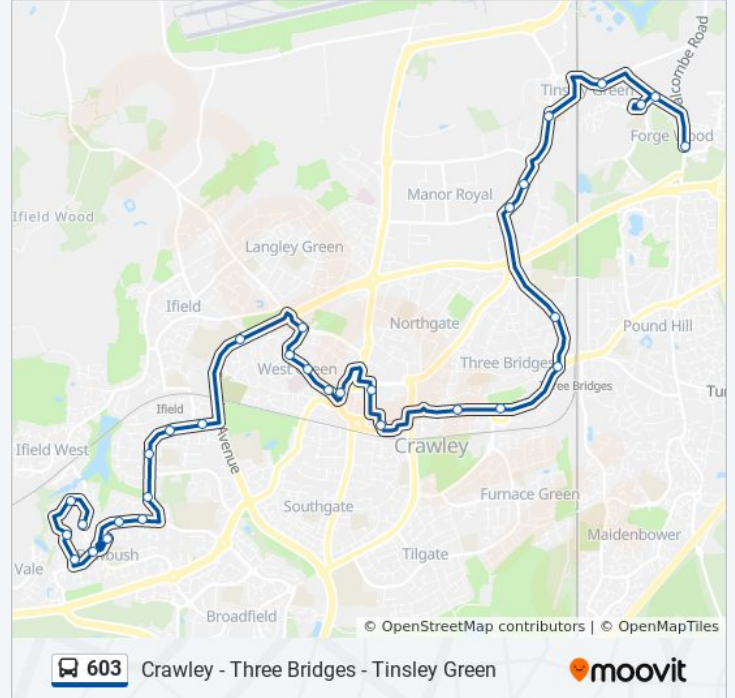 alcombe Road
Tinsley Green
Forge Wood
Manor Royal
Ifield Wood
Langley Green
Ifield
Northgate
Pound Hill
West Green
Three Bridges
Three Bridges
Ifield
Avenue
Ifield West
Crawley
Furnace Green
Southgate
Maidenbower
Tilgate
bush
Vale
Broadfield
© OpenStreetMap contributors | © OpenMapTiles
603 Crawley - Three Bridges - Tinsley Green moovit